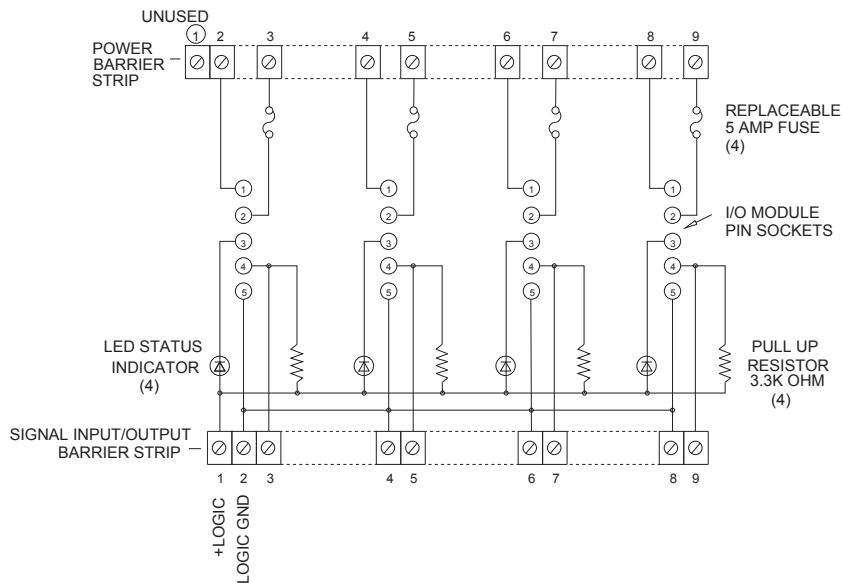 UNUSED
1 2 3 4 5 6 7 8 9
POWER
BARRIER
STRIP
REPLACEABLE
5 AMP FUSE
(4)
1 1 1 1
2 2 2 2
I/O MODULE
PIN SOCKETS
3 3 3 3
4 4 4 4
5 5 5 5
LED STATUS
INDICATOR
(4)
PULL UP
RESISTOR
3.3K OHM
(4)
SIGNAL INPUT/OUTPUT
BARRIER STRIP
1 2 3 4 5 6 7 8 9
+LOGIC
LOGIC GND